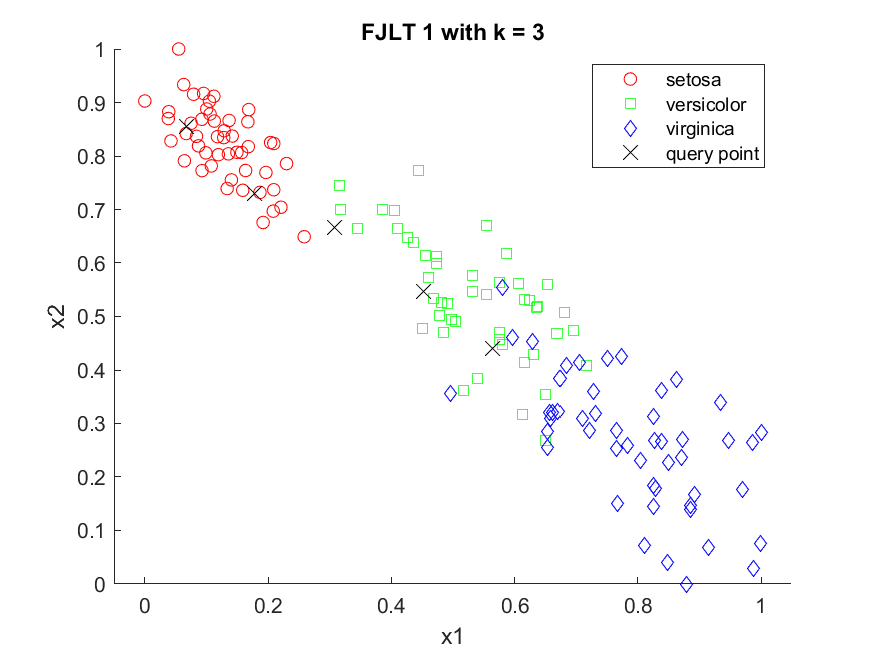 FJLT 1 with k = 3
setosa
versicolor
virginica
query point
1
0.9
0.8
0.7
0.6
0.5
0.4
0.3
0.2
0.1
0
x2
0 0.2 0.4 0.6 0.8 1
x1